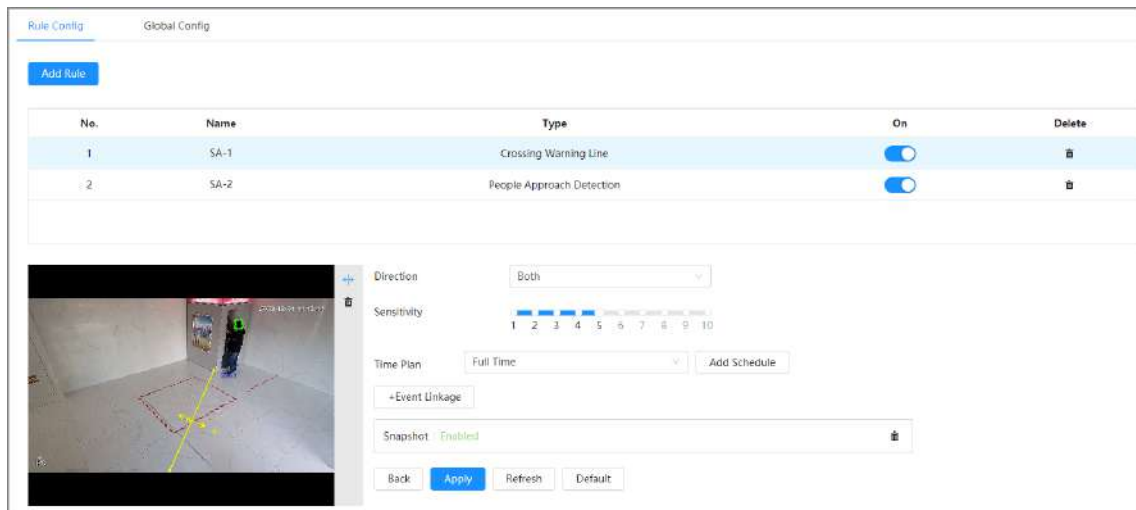 Rule Config Global Config
Add Rule
No. Name Type On Delete
1 SA-1 Crossing Warning Line
2 SA-2 People Approach Detection
Direction Both
Sensitivity
1 2 3 4 5 6 7 8 9 10
Time Plan Full Time Add Schedule
+Event Linkage
Snapshot Enabled
Back Apply Refresh Default